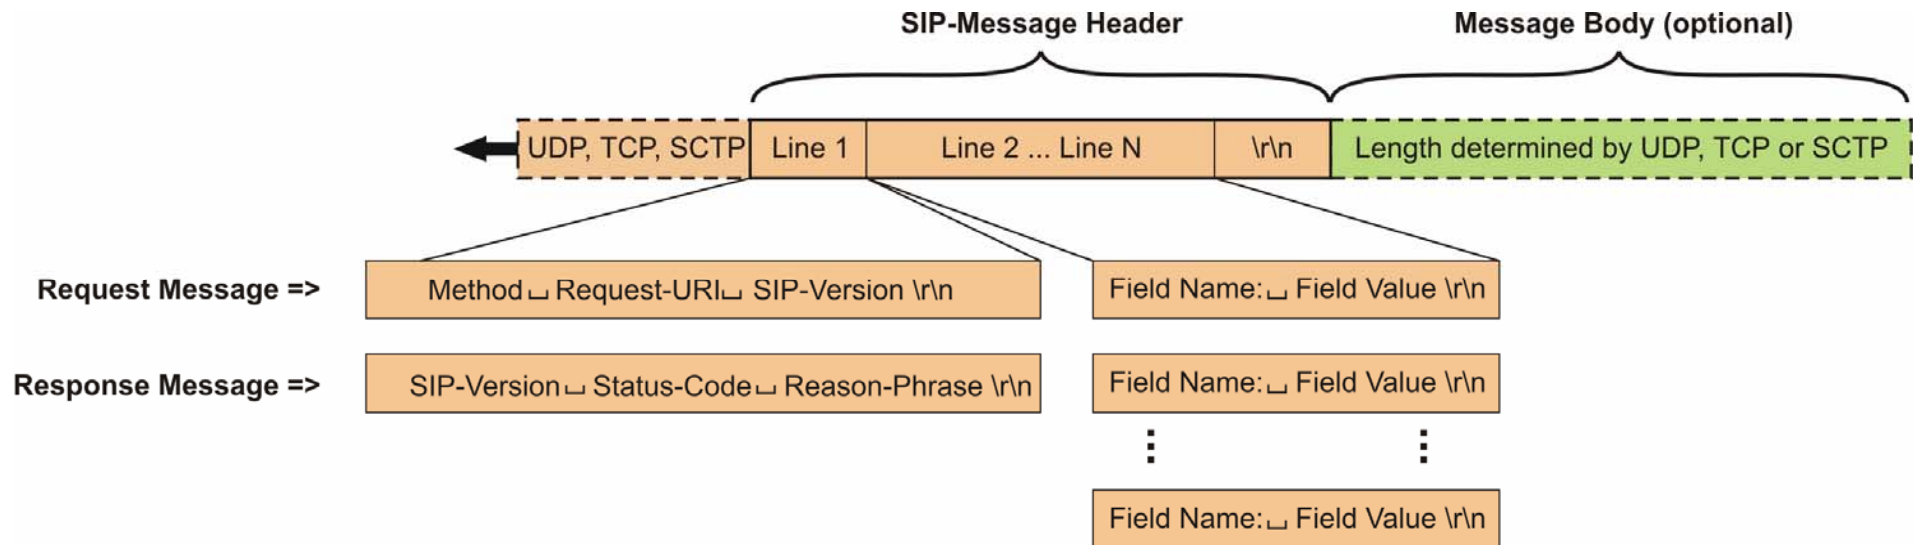 SIP-Message Header
Message Body (optional)
UDP, TCP, SCTP
Line 1
Line 2 ... Line N
\r\n
Length determined by UDP, TCP or SCTP
Request Message =>
Method␣ Request-URI␣ SIP-Version \r\n
Field Name:␣ Field Value \r\n
Response Message =>
SIP-Version␣ Status-Code␣ Reason-Phrase \r\n
Field Name:␣ Field Value \r\n
Field Name:␣ Field Value \r\n